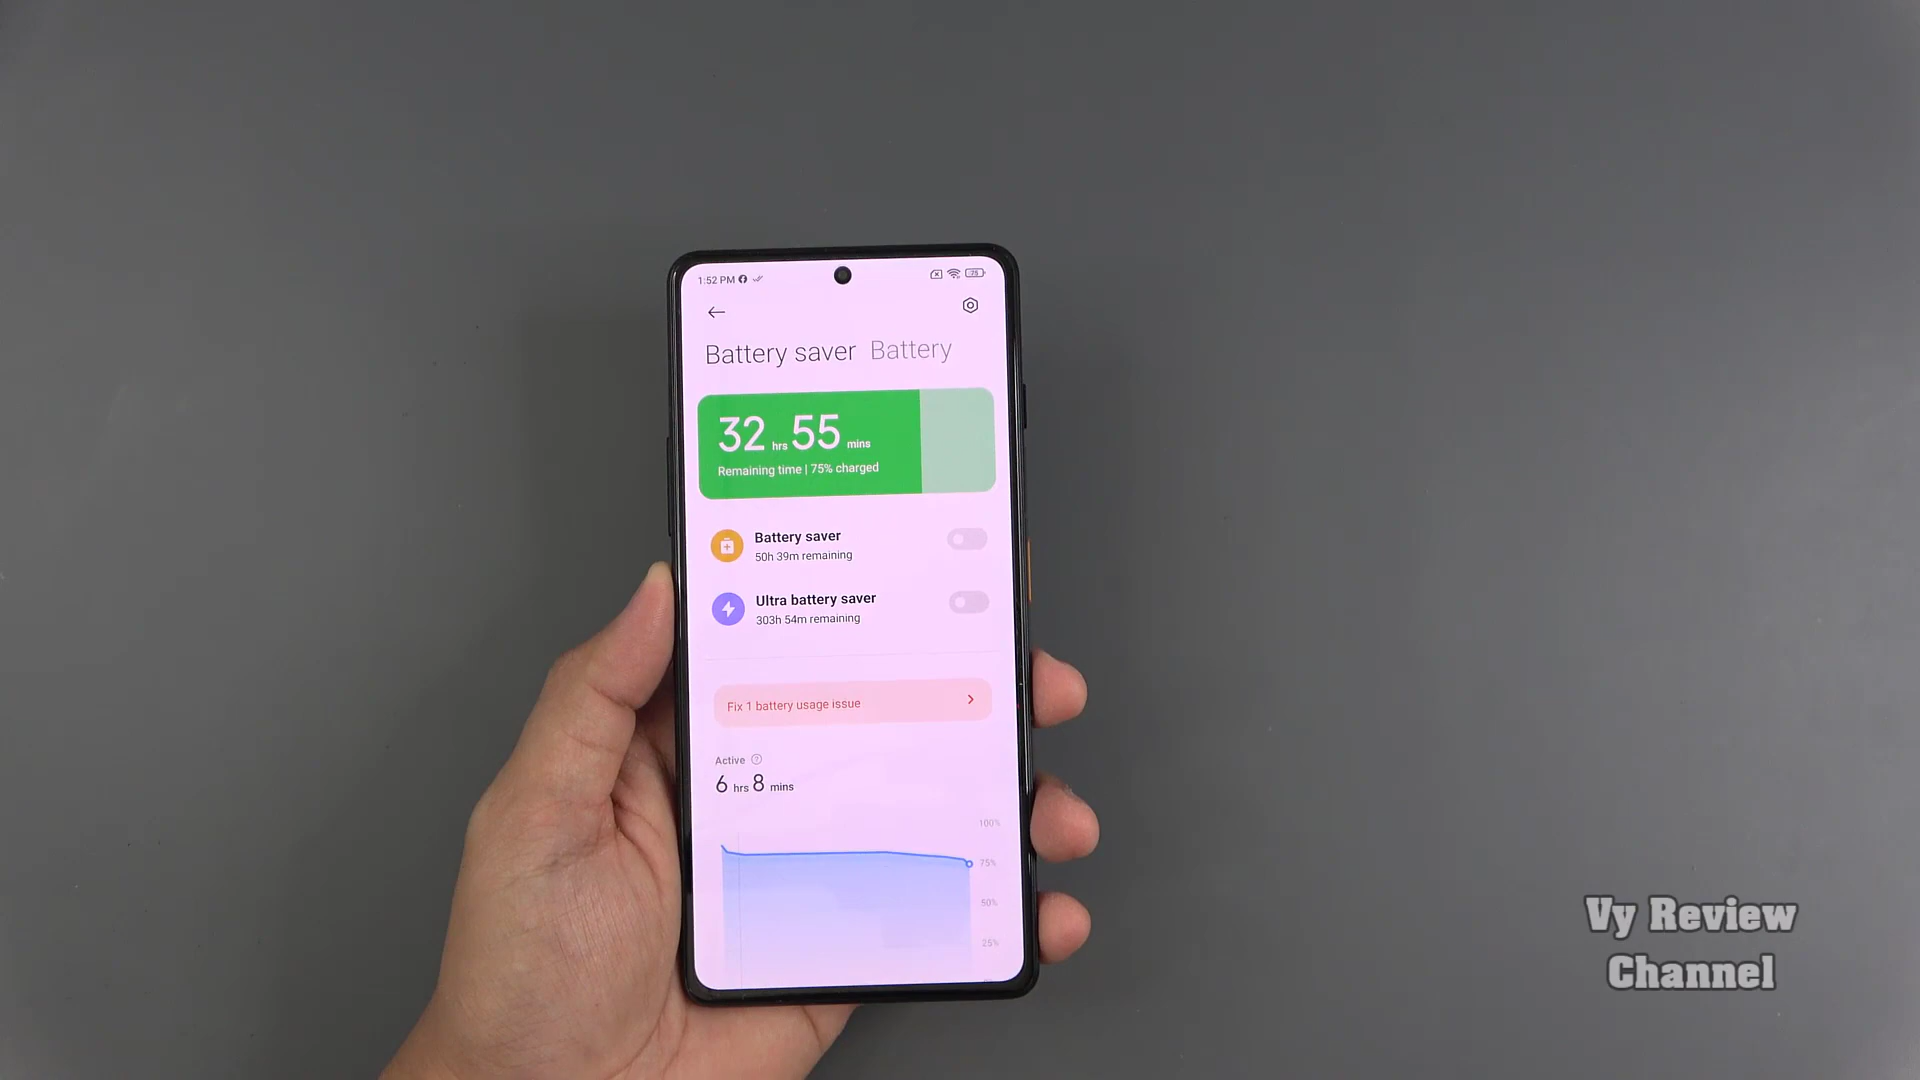 1:52 PM
75
Battery saver Battery
32 hrs 55 mins
Remaining time | 75% charged
Battery saver
50h 39m remaining
Ultra battery saver
303h 54m remaining
Fix 1 battery usage issue
Active
6 hrs 8 mins
100%
75%
50%
25%
Vy Review
Channel